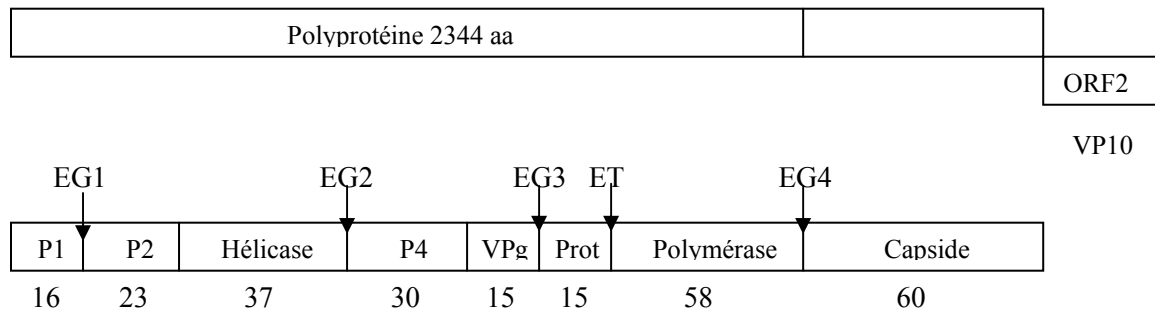 Polyprotéine 2344 aa
ORF2
VP10
EG1 EG2 EG3 ET EG4
P1 P2 Hélicase P4 VPg Prot Polymérase Capside
16 23 37 30 15 15 58 60